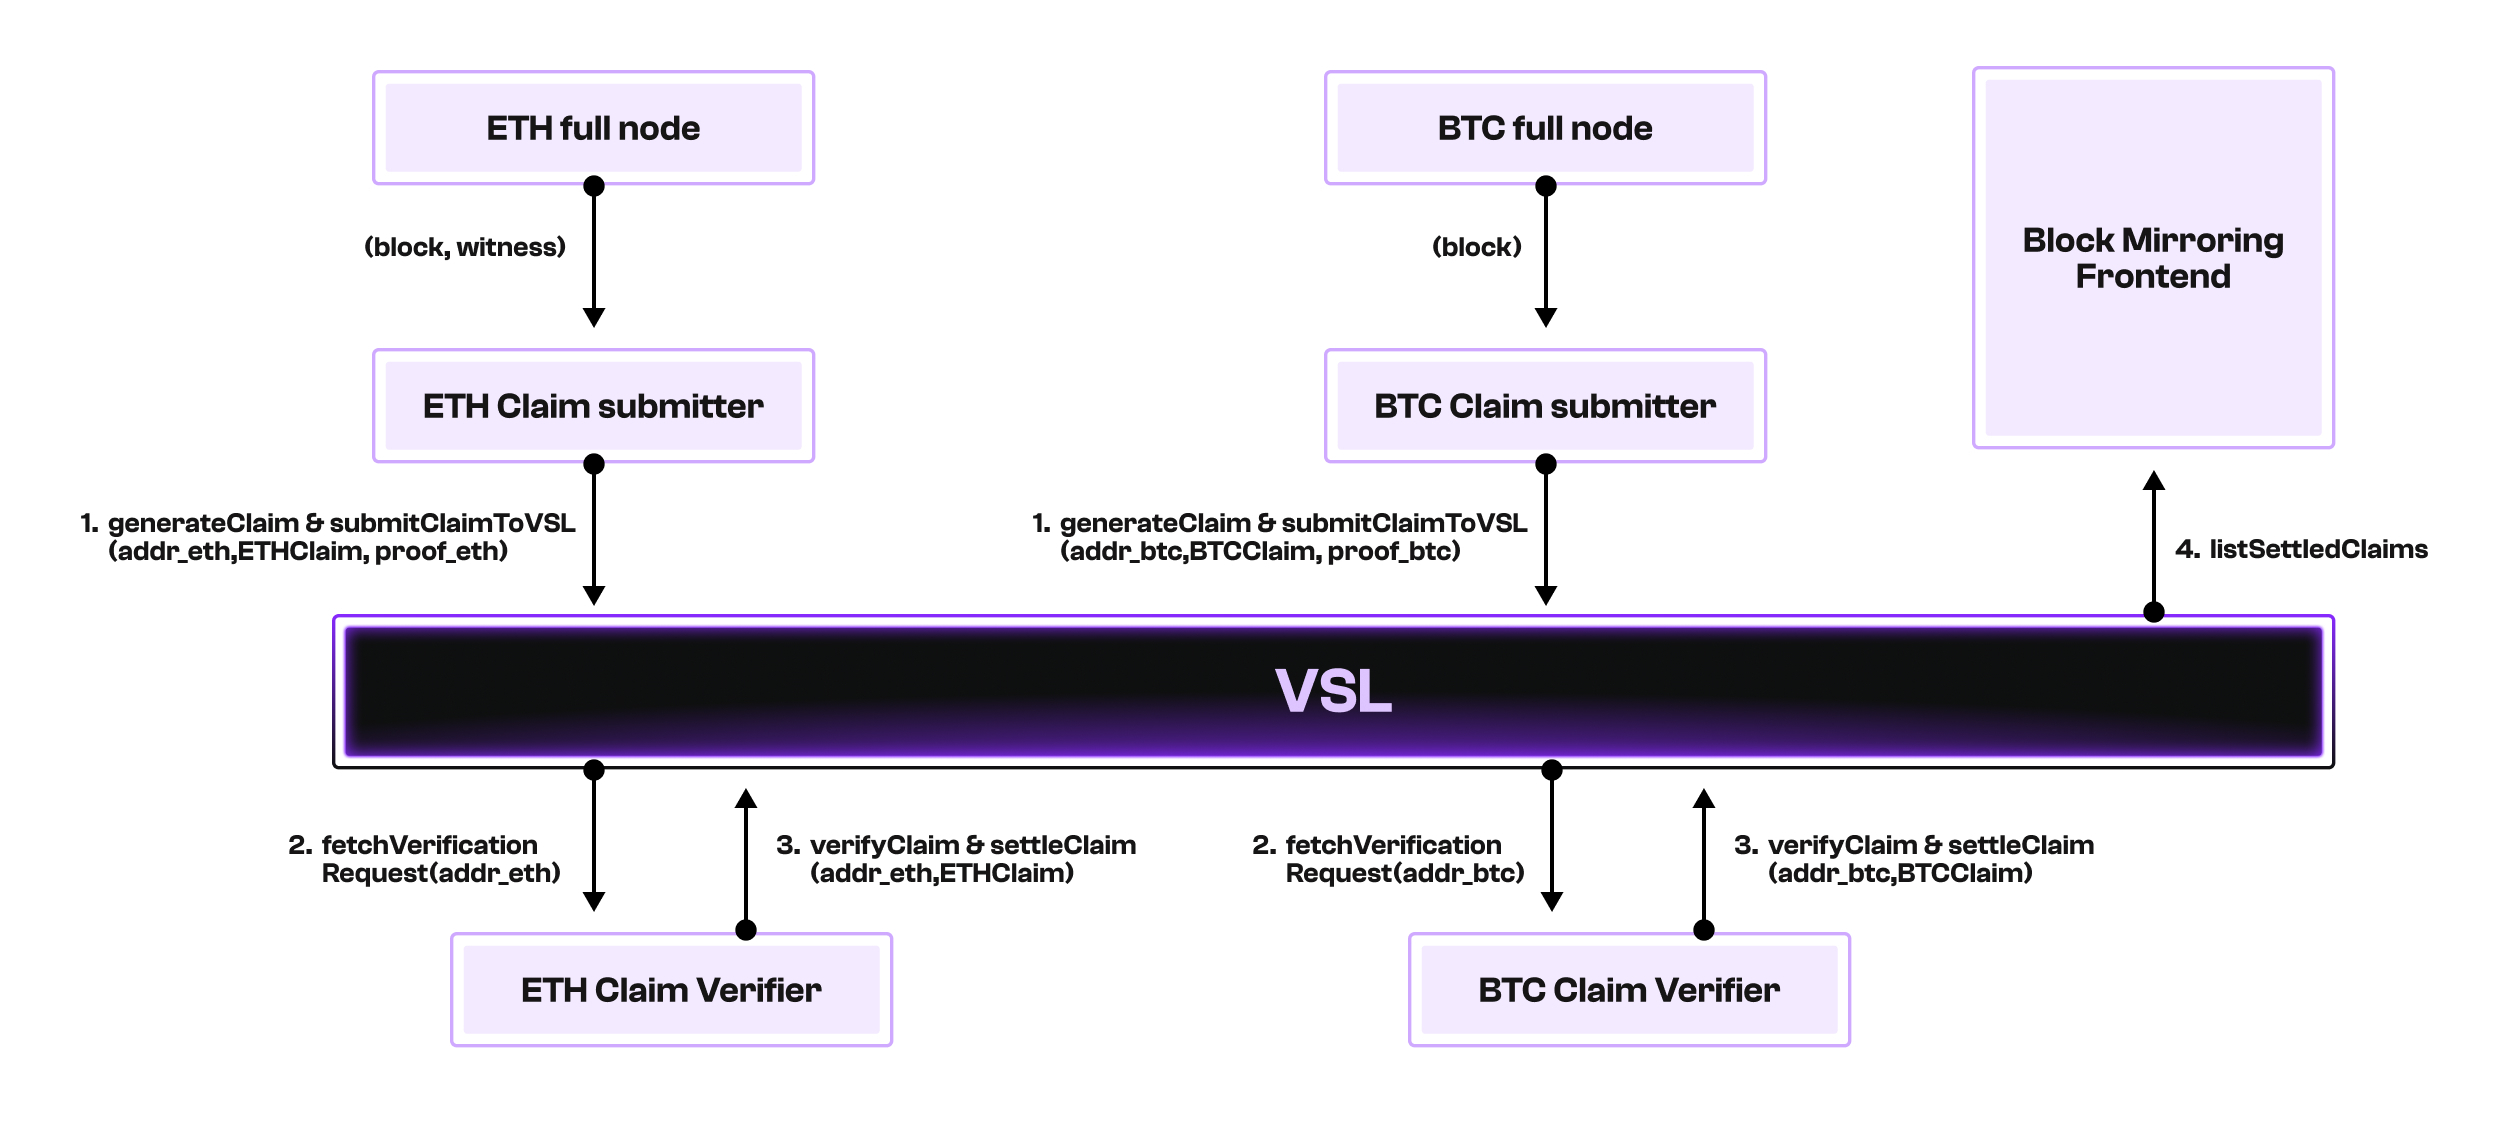 ETH full node
BTC full node
Block Mirroring
Frontend
(block, witness)
(block)
ETH Claim submitter
BTC Claim submitter
1. generateClaim & submitClaimToVSL
(addr_eth,ETHClaim, proof_eth)
1. generateClaim & submitClaimToVSL
(addr_btc,BTCClaim, proof_btc)
4. listSettledClaims
VSL
2. fetchVerification
Request(addr_eth)
3. verifyClaim & settleClaim
(addr_eth,ETHClaim)
2. fetchVerification
Request(addr_btc)
3. verifyClaim & settleClaim
(addr_btc,BTCClaim)
ETH Claim Verifier
BTC Claim Verifier